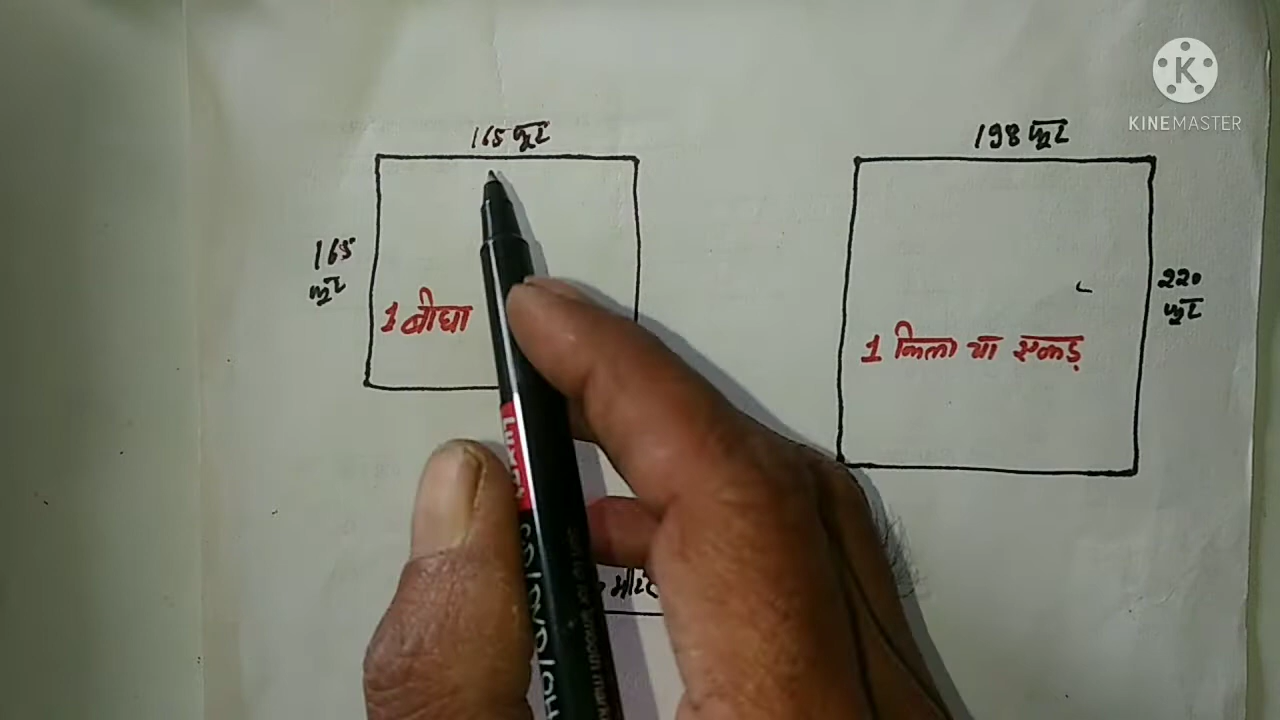 165 फूट
198 फूट
165
फूट
220
फूट
1 बीघा
1 किला या एकड़
KINEMASTER